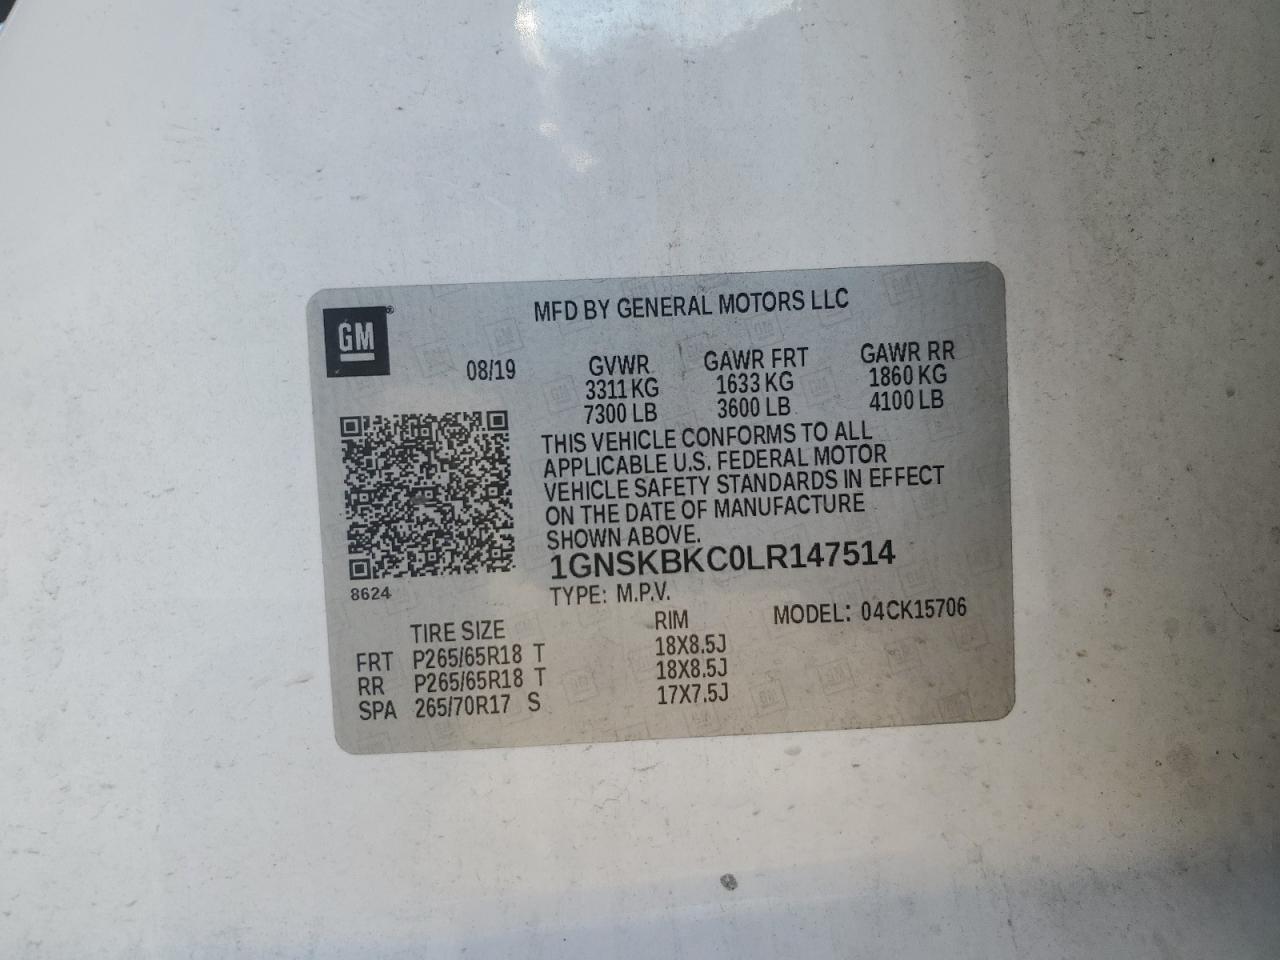 GM®
MFD BY GENERAL MOTORS LLC
08/19 GVWR GAWR FRT GAWR RR
3311 KG 1633 KG 1860 KG
7300 LB 3600 LB 4100 LB
THIS VEHICLE CONFORMS TO ALL
APPLICABLE U.S. FEDERAL MOTOR
VEHICLE SAFETY STANDARDS IN EFFECT
ON THE DATE OF MANUFACTURE
SHOWN ABOVE.
1GNSKBKC0LR147514
8624
TYPE: M.P.V.
TIRE SIZE RIM MODEL: 04CK15706
FRT P265/65R18 T 18X8.5J
RR P265/65R18 T 18X8.5J
SPA 265/70R17 S 17X7.5J